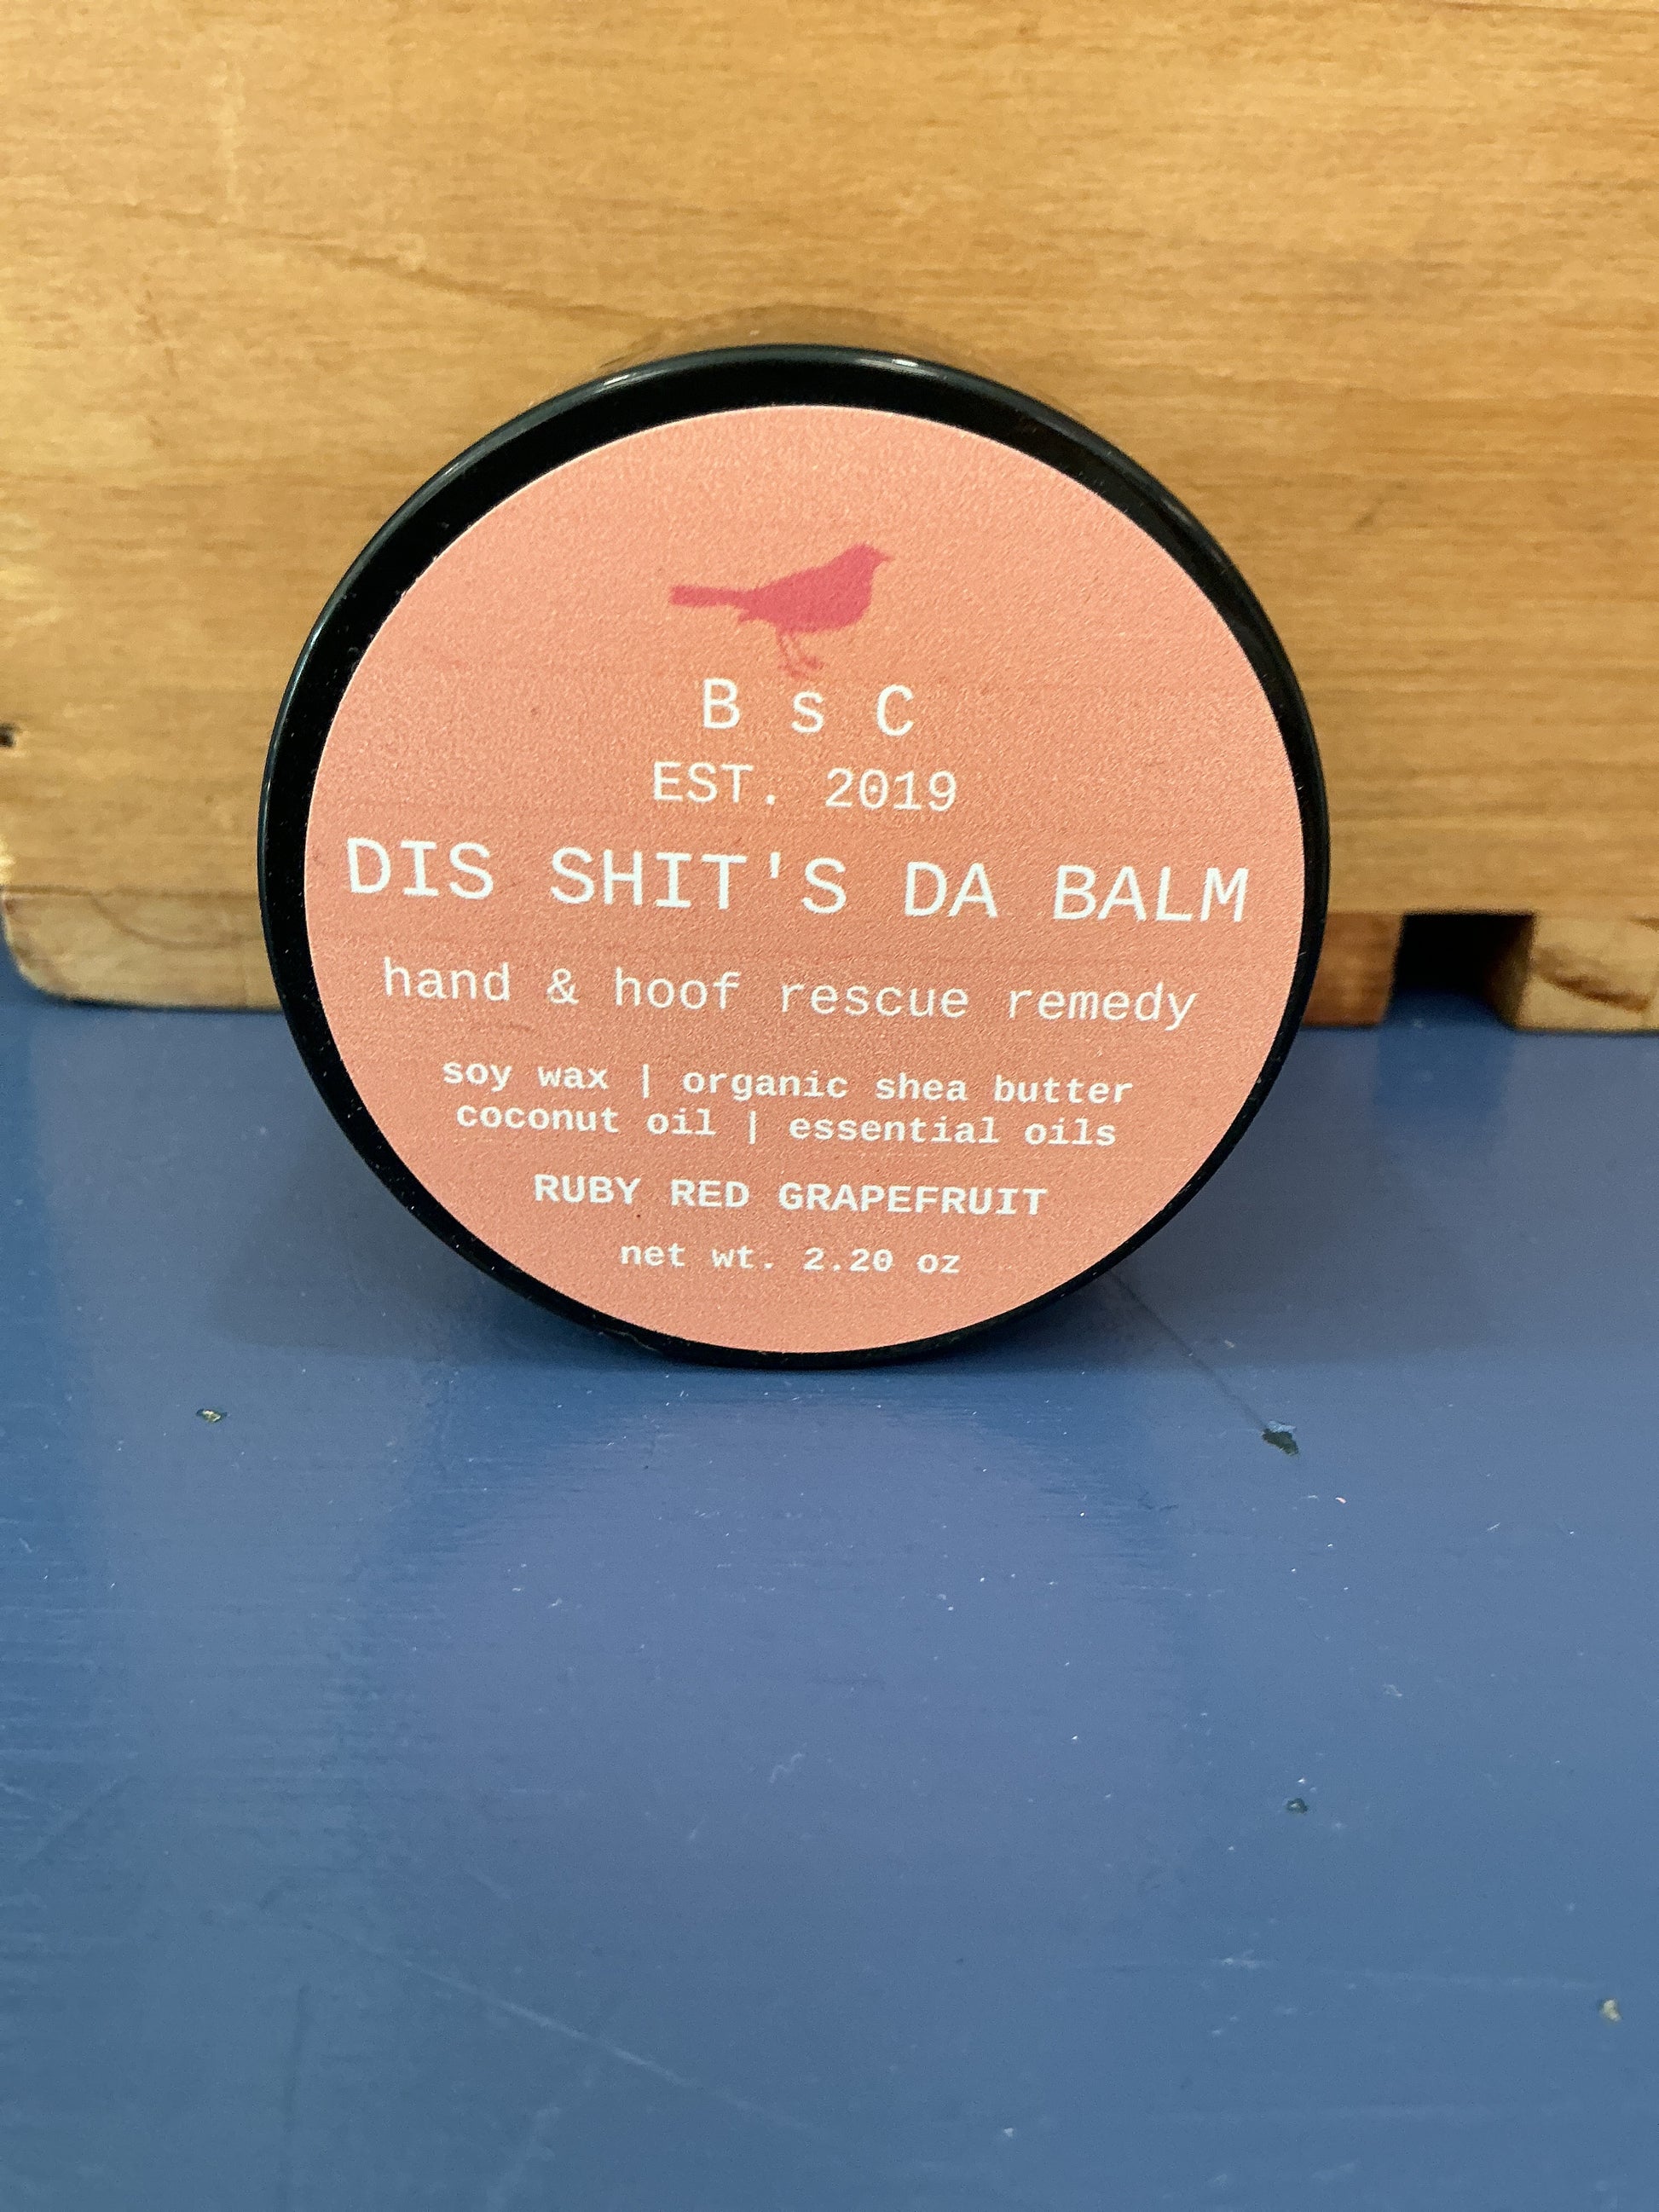 B s C
EST. 2019
DIS SHIT'S DA BALM
hand & hoof rescue remedy
soy wax | organic shea butter
coconut oil | essential oils
RUBY RED GRAPEFRUIT
net wt. 2.20 oz